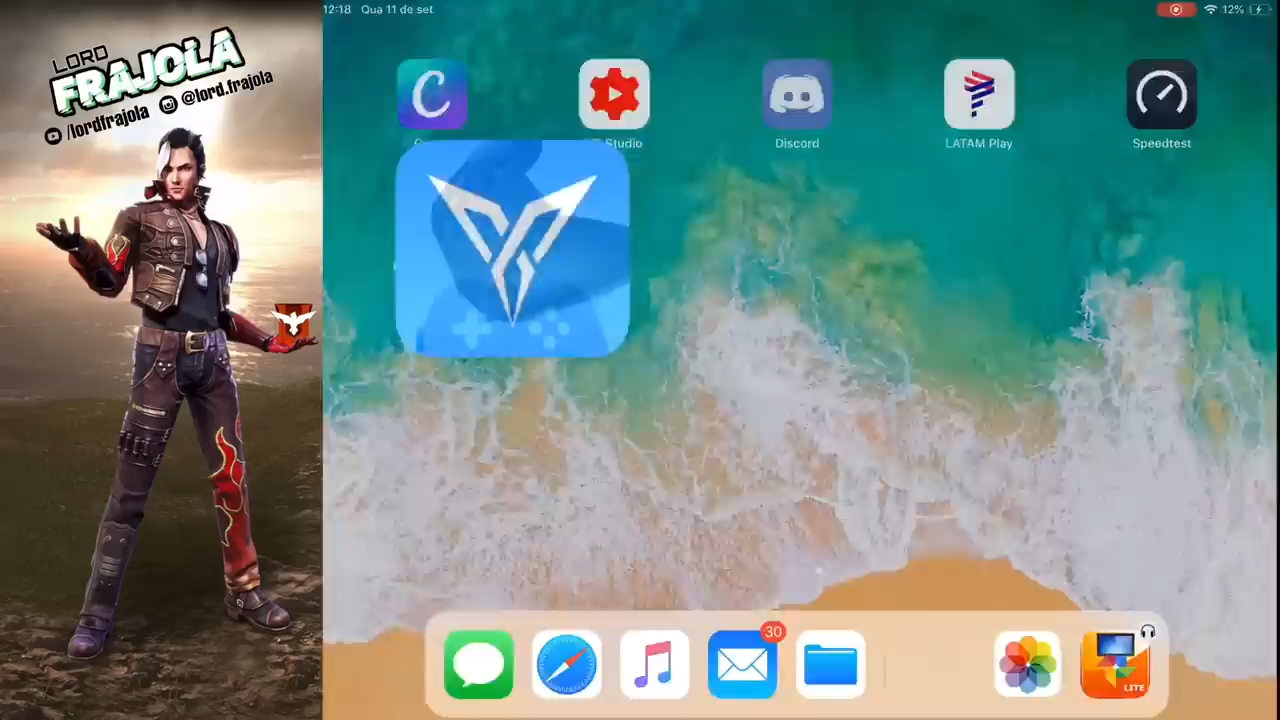 LORD
FRAJOLA
/lordfrajola @lord.frajola
12:18 Qua 11 de set
12%
Studio
Discord
LATAM Play
Speedtest
30
LITE